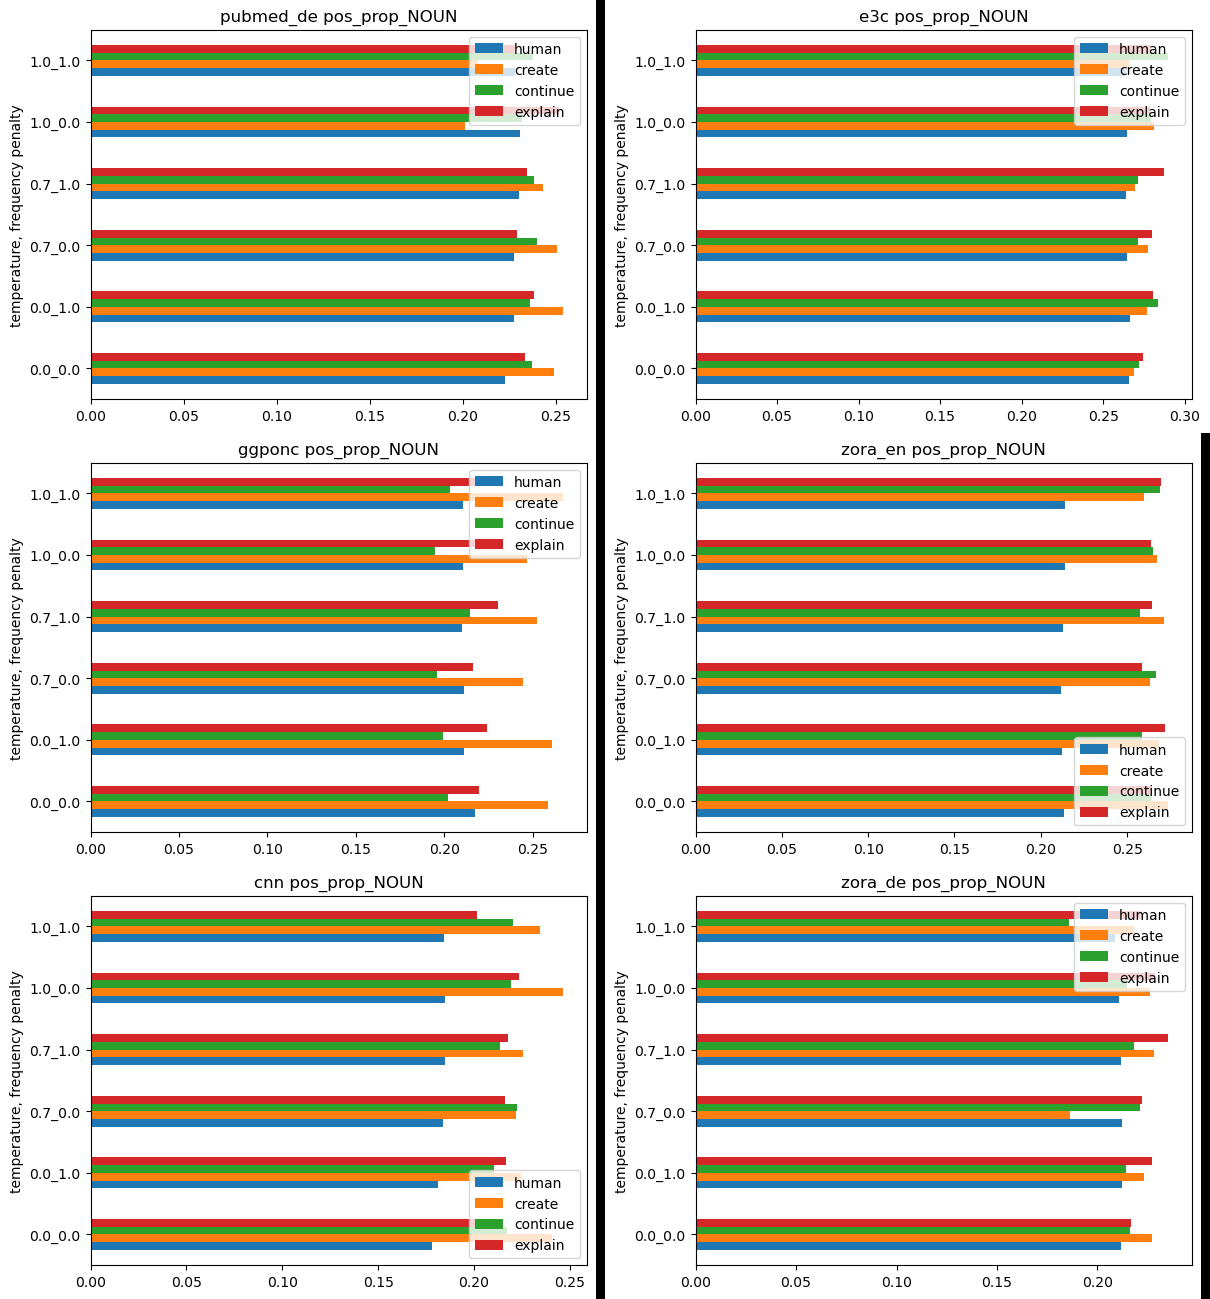 pubmed_de pos_prop_NOUN
temperature, frequency penalty
1.0_1.0
1.0_0.0
0.7_1.0
0.7_0.0
0.0_1.0
0.0_0.0
0.00 0.05 0.10 0.15 0.20 0.25
human
create
continue
explain
e3c pos_prop_NOUN
temperature, frequency penalty
1.0_1.0
1.0_0.0
0.7_1.0
0.7_0.0
0.0_1.0
0.0_0.0
0.00 0.05 0.10 0.15 0.20 0.25 0.30
human
create
continue
explain
ggponc pos_prop_NOUN
temperature, frequency penalty
1.0_1.0
1.0_0.0
0.7_1.0
0.7_0.0
0.0_1.0
0.0_0.0
0.00 0.05 0.10 0.15 0.20 0.25
human
create
continue
explain
zora_en pos_prop_NOUN
temperature, frequency penalty
1.0_1.0
1.0_0.0
0.7_1.0
0.7_0.0
0.0_1.0
0.0_0.0
0.00 0.05 0.10 0.15 0.20 0.25
human
create
continue
explain
cnn pos_prop_NOUN
temperature, frequency penalty
1.0_1.0
1.0_0.0
0.7_1.0
0.7_0.0
0.0_1.0
0.0_0.0
0.00 0.05 0.10 0.15 0.20 0.25
human
create
continue
explain
zora_de pos_prop_NOUN
temperature, frequency penalty
1.0_1.0
1.0_0.0
0.7_1.0
0.7_0.0
0.0_1.0
0.0_0.0
0.00 0.05 0.10 0.15 0.20
human
create
continue
explain